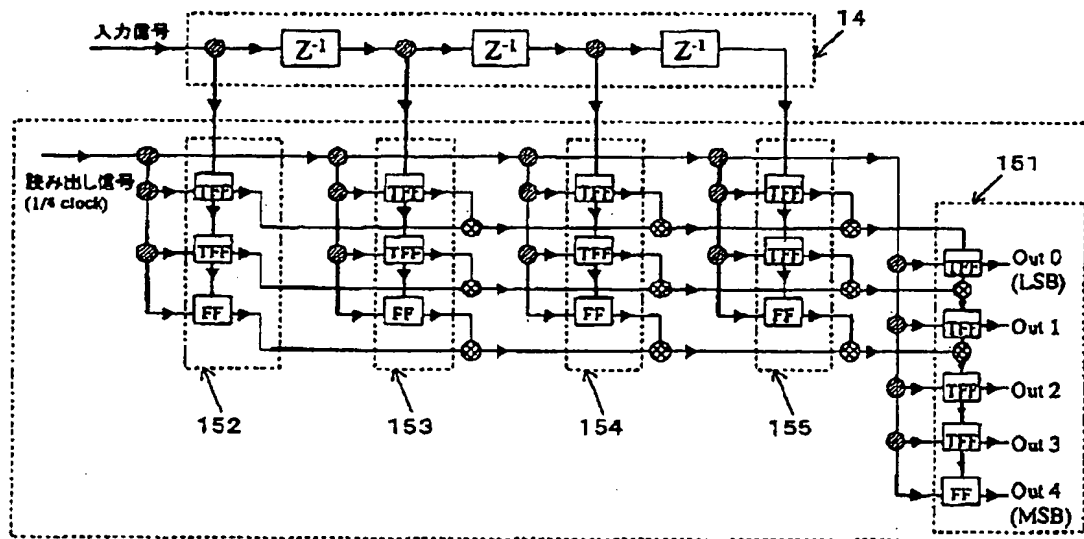 入力信号
Z⁻¹ Z⁻¹ Z⁻¹
14
読み出し信号
(1/4 clock)
TFF TFF TFF TFF
151
TFF TFF TFF TFF
TFF Out 0
(LSB)
FF FF FF FF
TFF Out 1
TFF Out 2
152 153 154 155
TFF Out 3
FF Out 4
(MSB)